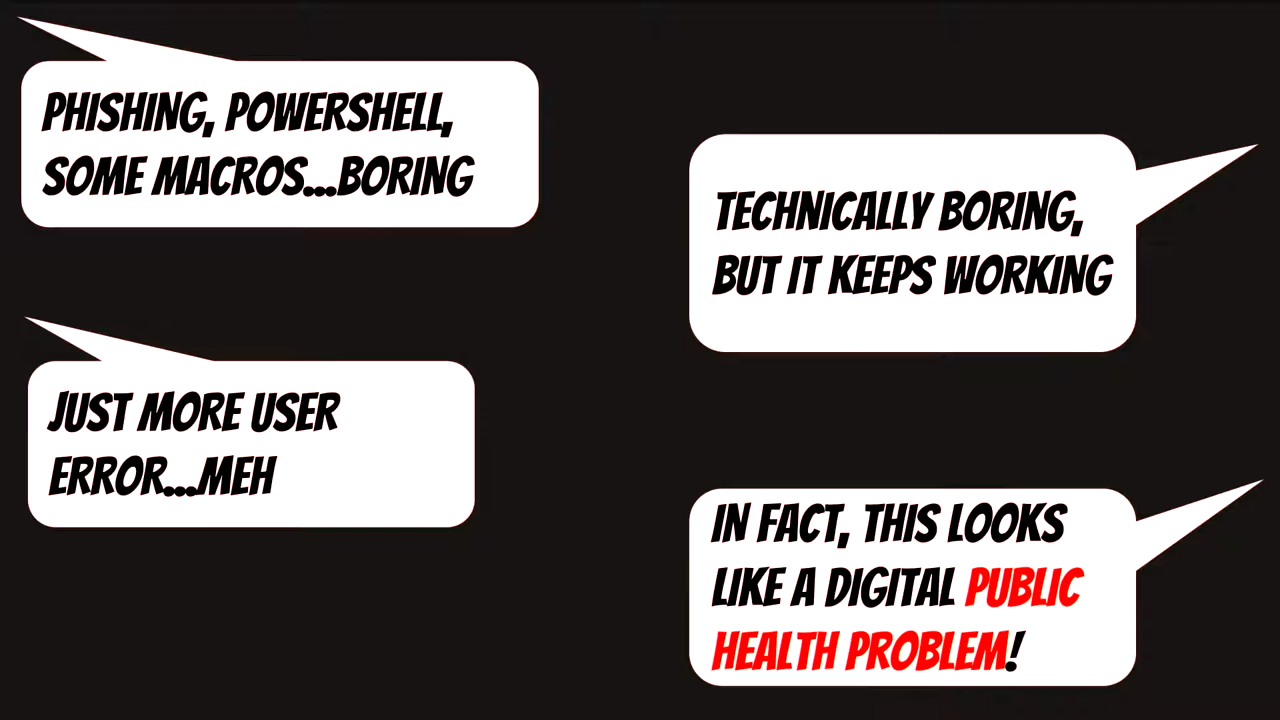 PHISHING, POWERSHELL,
SOME MACROS...BORING
TECHNICALLY BORING,
BUT IT KEEPS WORKING
JUST MORE USER
ERROR...MEH
IN FACT, THIS LOOKS
LIKE A DIGITAL PUBLIC
HEALTH PROBLEM!